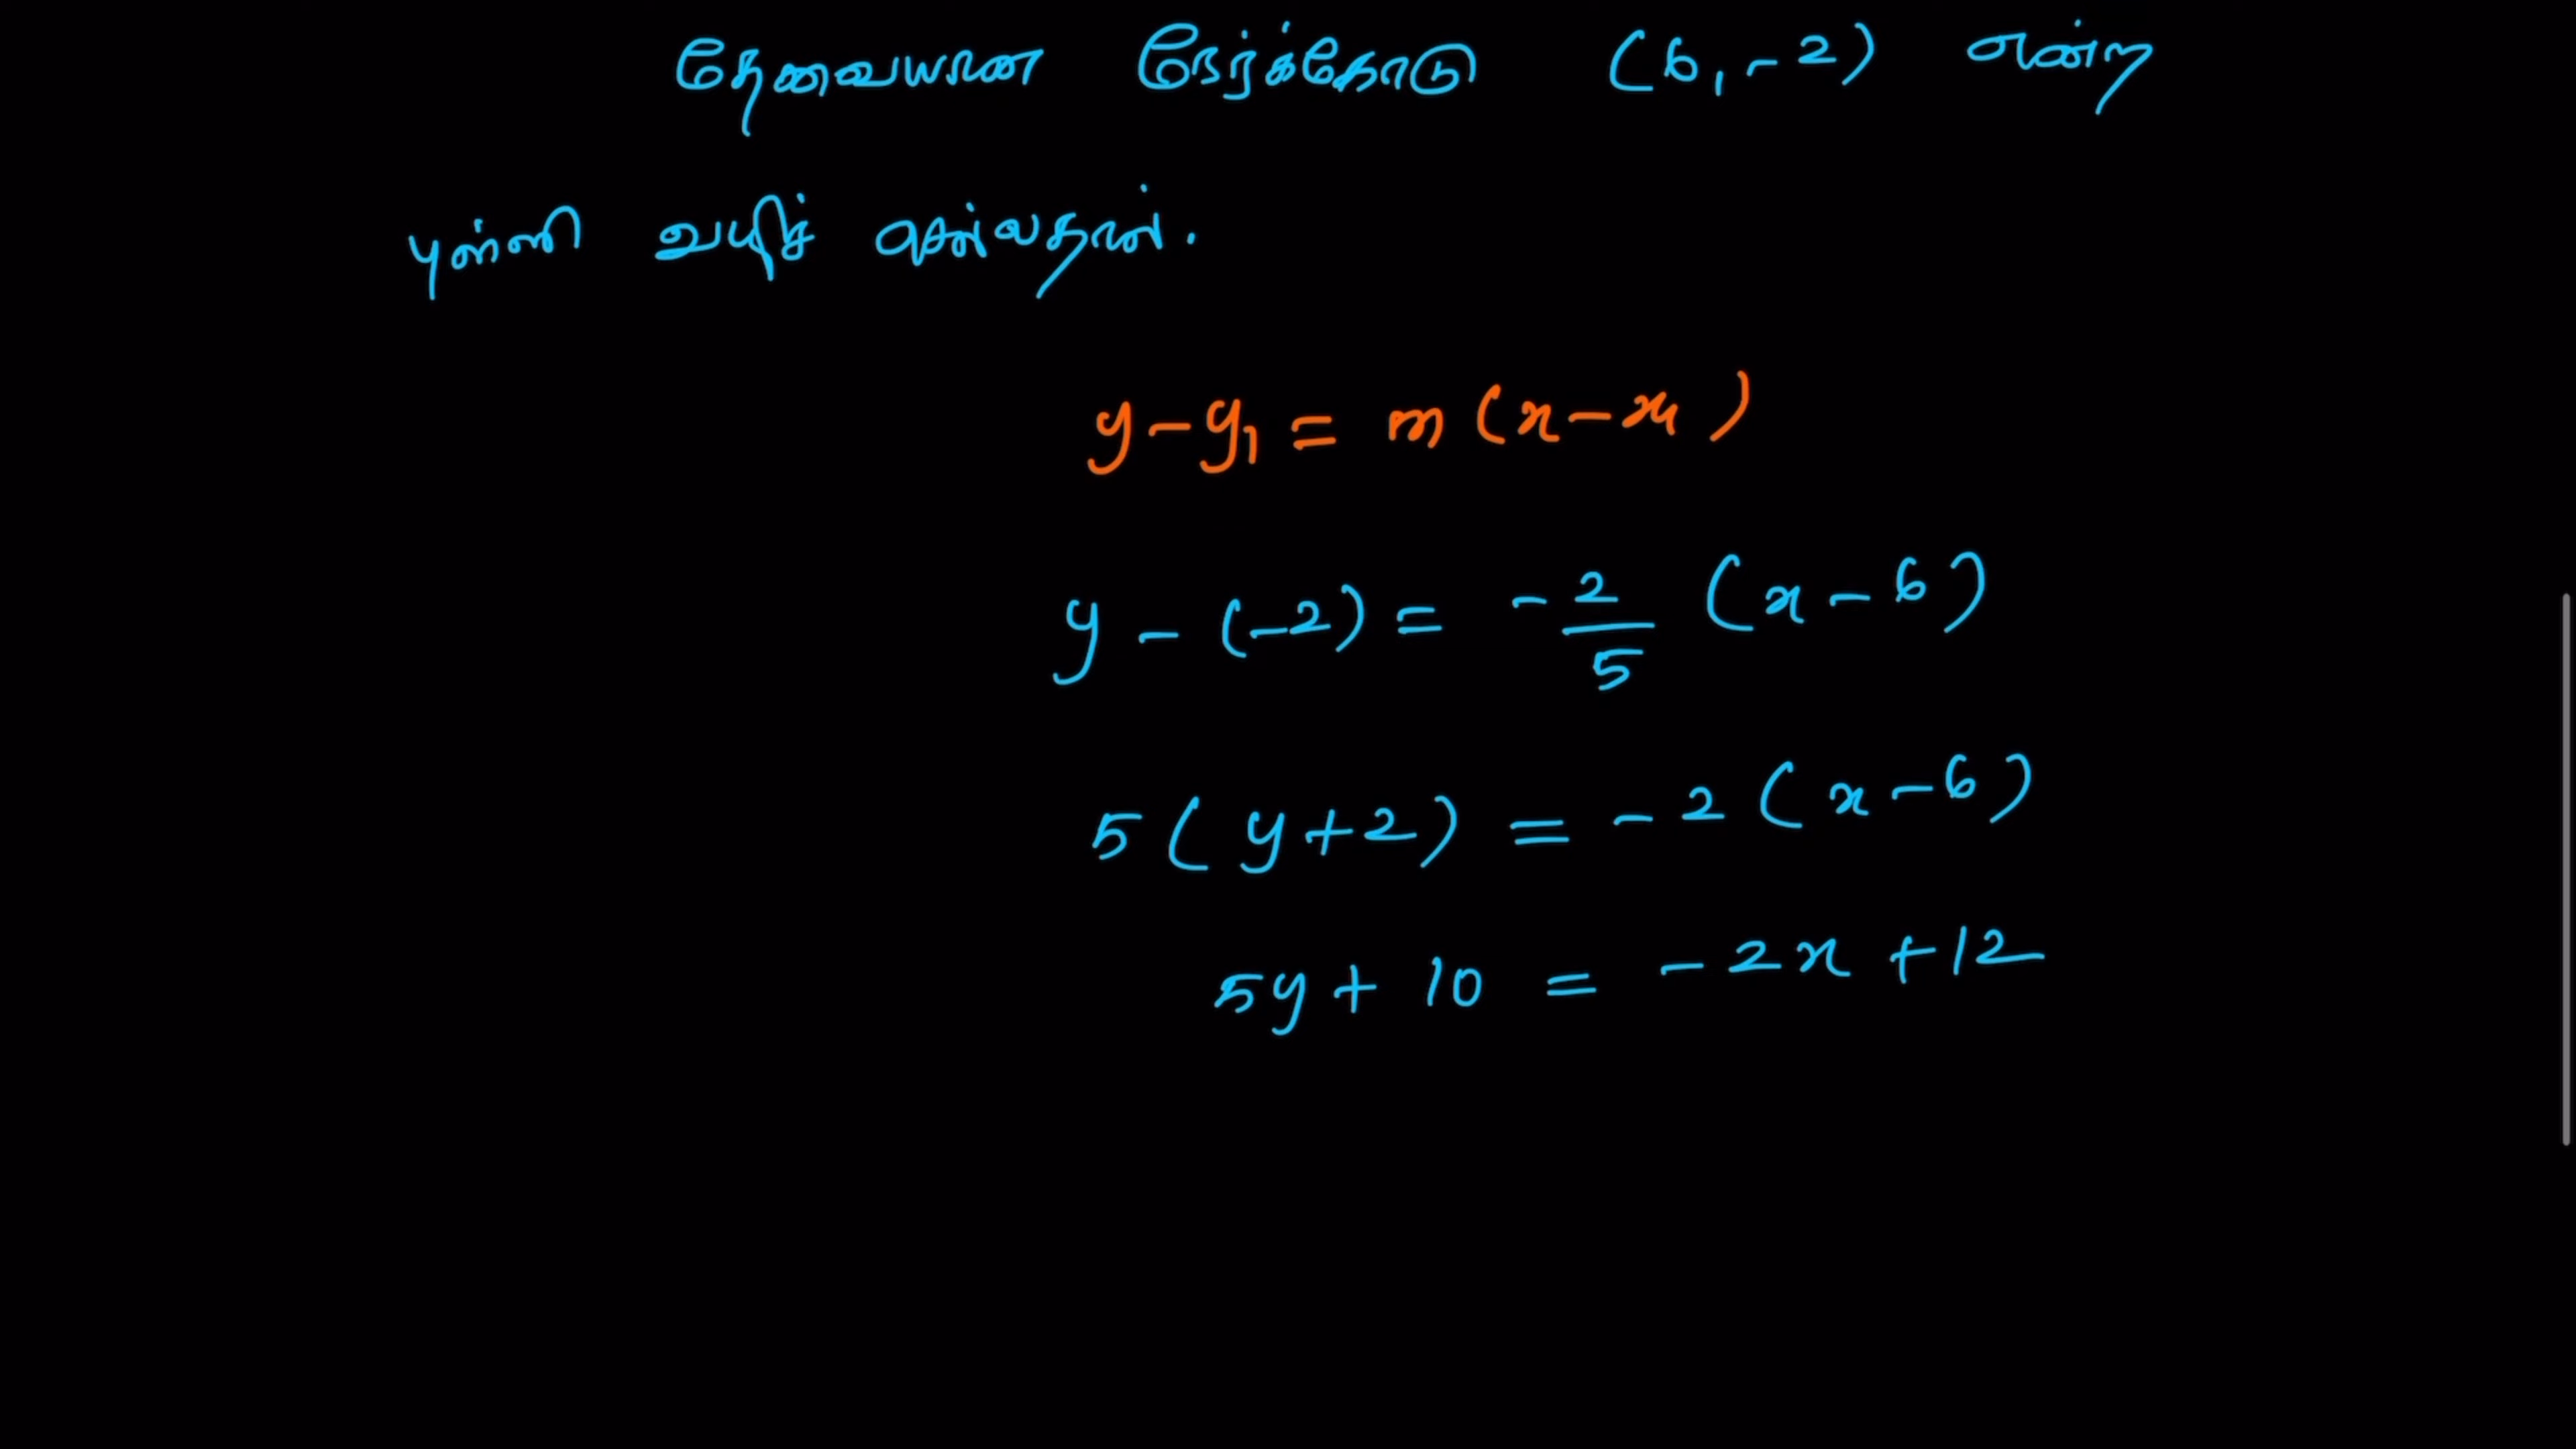 தேவையான நேர்க்கோடு (6, -2) என்ற
புள்ளி வழிச் செல்வதால்.
y - y₁ = m (x - x₁)
y - (-2) = - 2/5 (x - 6)
5 ( y + 2) = - 2 ( x - 6)
5y + 10 = - 2x + 12